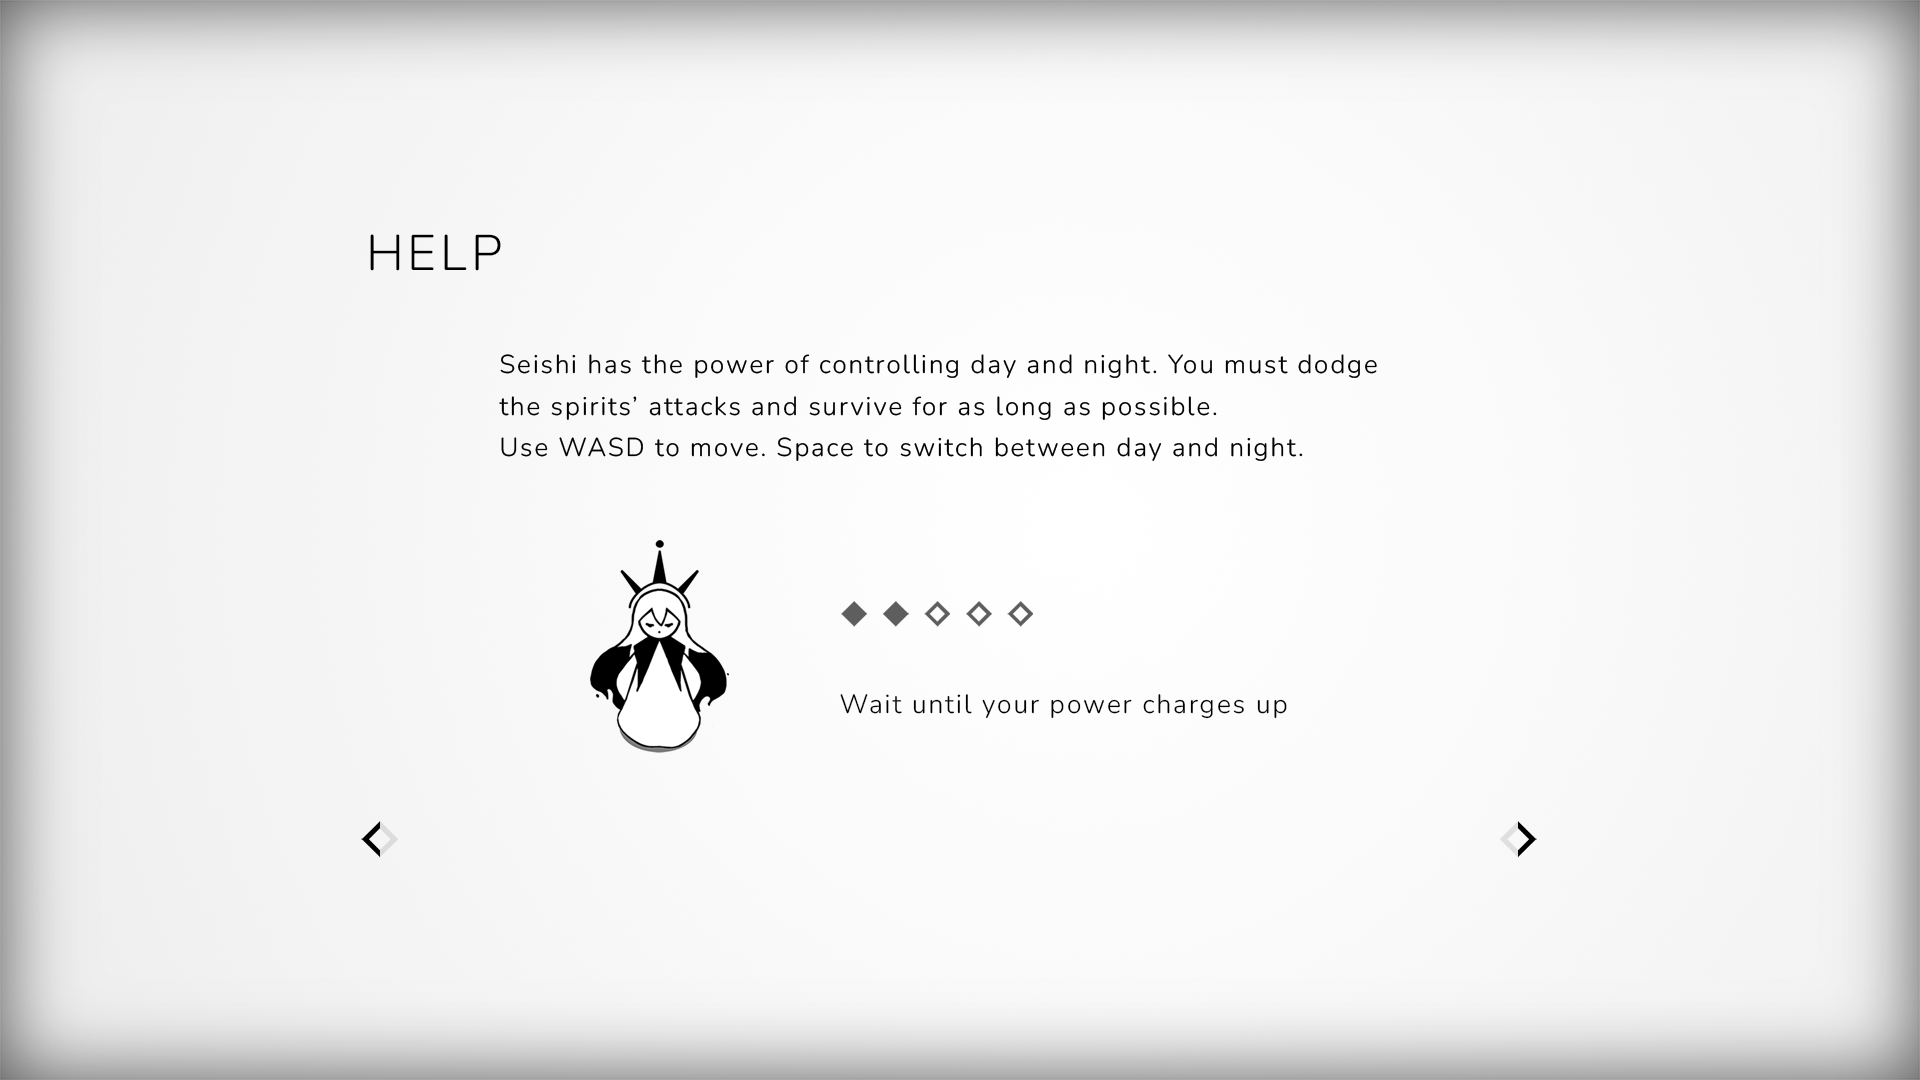 HELP
Seishi has the power of controlling day and night. You must dodge
the spirits’ attacks and survive for as long as possible.
Use WASD to move. Space to switch between day and night.
Wait until your power charges up